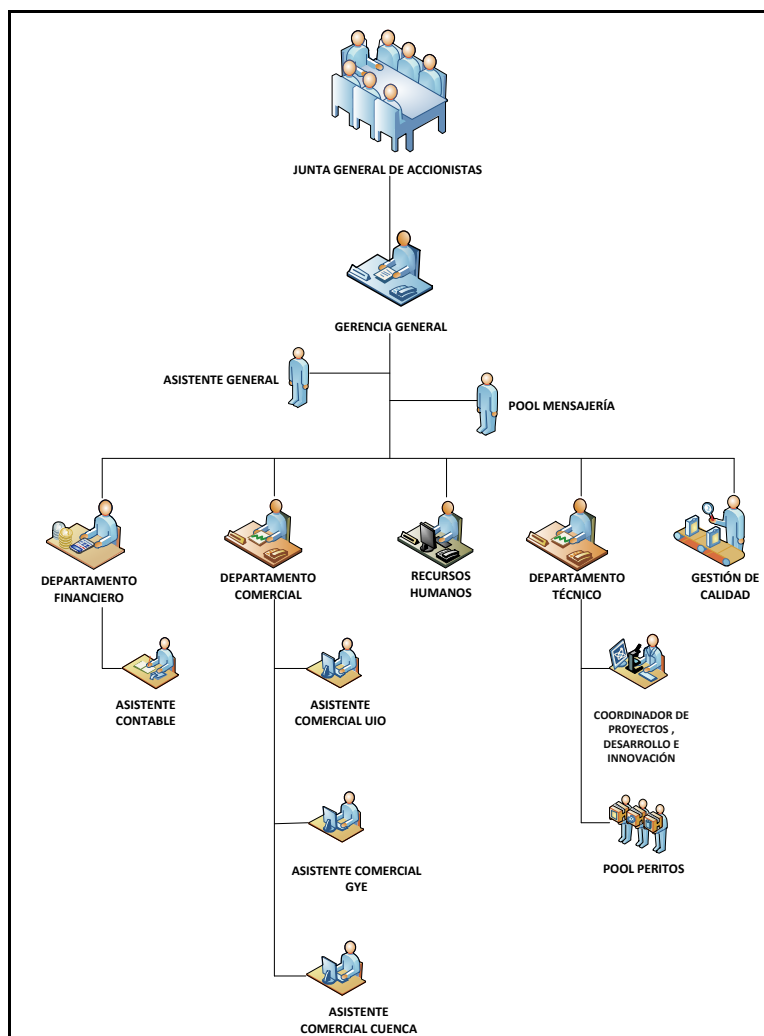 JUNTA GENERAL DE ACCIONISTAS
GERENCIA GENERAL
ASISTENTE GENERAL
POOL MENSAJERÍA
DEPARTAMENTO
FINANCIERO
DEPARTAMENTO
COMERCIAL
RECURSOS
HUMANOS
DEPARTAMENTO
TÉCNICO
GESTIÓN DE
CALIDAD
ASISTENTE
CONTABLE
ASISTENTE
COMERCIAL UIO
COORDINADOR DE
PROYECTOS ,
DESARROLLO E
INNOVACIÓN
ASISTENTE COMERCIAL
GYE
POOL PERITOS
ASISTENTE
COMERCIAL CUENCA